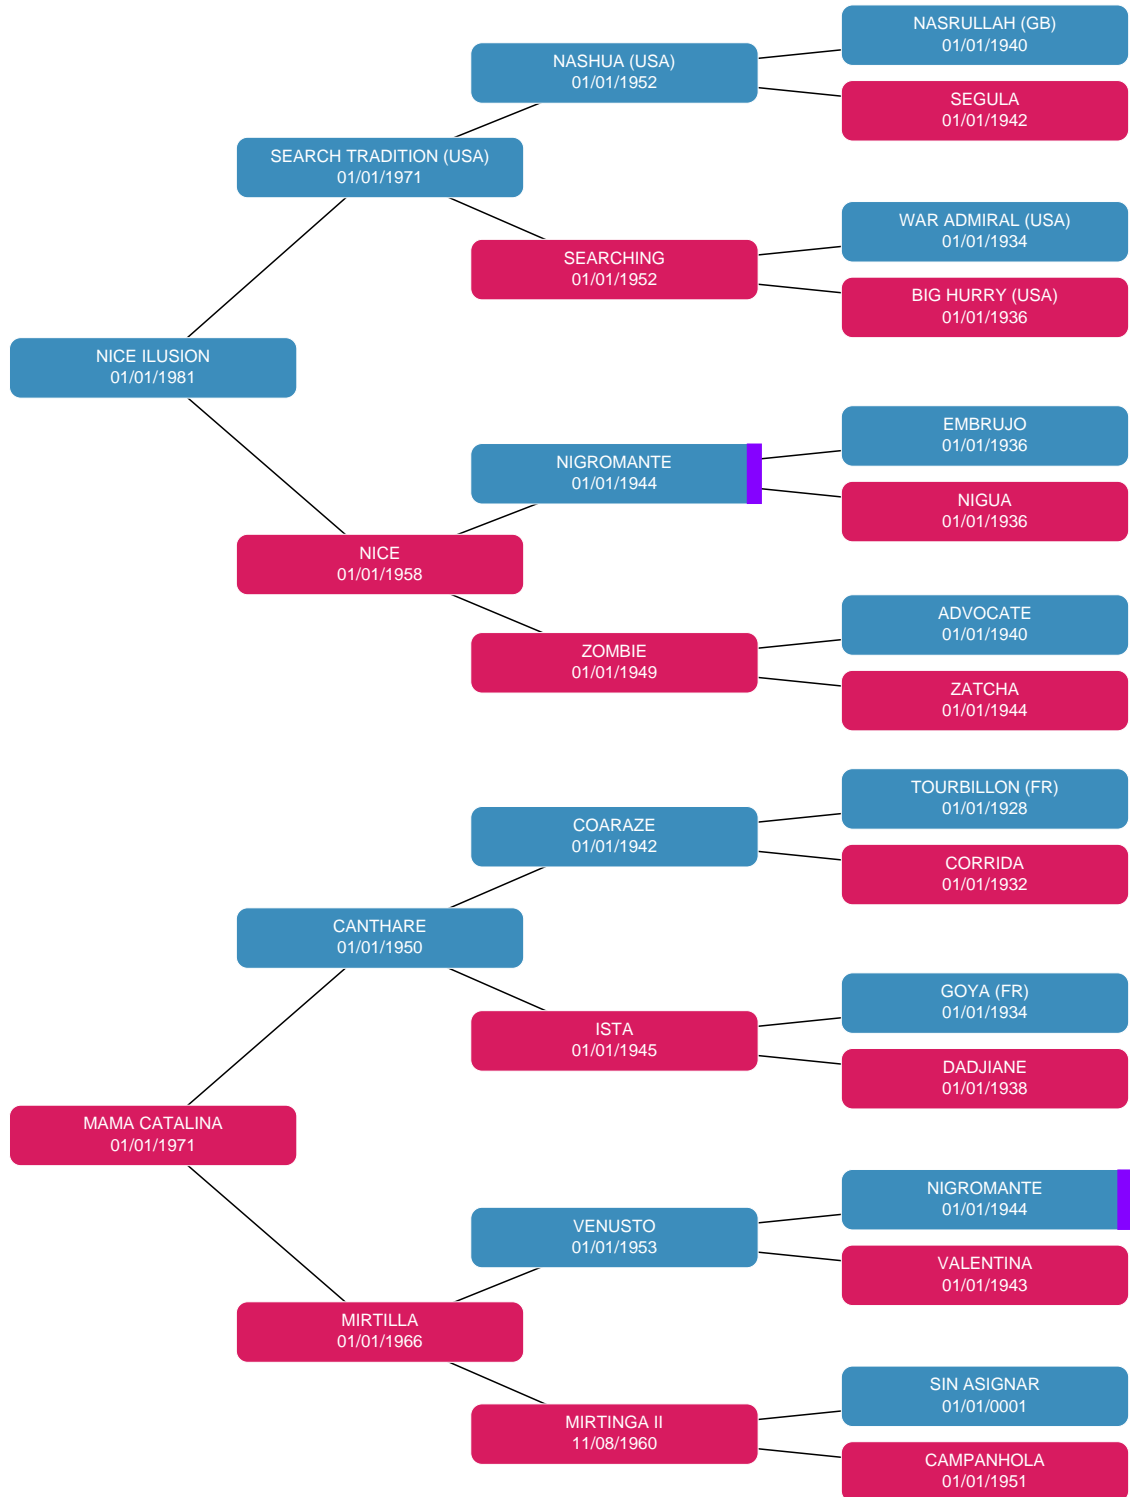 NASRULLAH (GB)
01/01/1940
NASHUA (USA)
01/01/1952
SEGULA
01/01/1942
SEARCH TRADITION (USA)
01/01/1971
WAR ADMIRAL (USA)
01/01/1934
SEARCHING
01/01/1952
BIG HURRY (USA)
01/01/1936
NICE ILUSION
01/01/1981
EMBRUJO
01/01/1936
NIGROMANTE
01/01/1944
NIGUA
01/01/1936
NICE
01/01/1958
ADVOCATE
01/01/1940
ZOMBIE
01/01/1949
ZATCHA
01/01/1944
TOURBILLON (FR)
01/01/1928
COARAZE
01/01/1942
CORRIDA
01/01/1932
CANTHARE
01/01/1950
GOYA (FR)
01/01/1934
ISTA
01/01/1945
DADJIANE
01/01/1938
MAMA CATALINA
01/01/1971
NIGROMANTE
01/01/1944
VENUSTO
01/01/1953
VALENTINA
01/01/1943
MIRTILLA
01/01/1966
SIN ASIGNAR
01/01/0001
MIRTINGA II
11/08/1960
CAMPANHOLA
01/01/1951